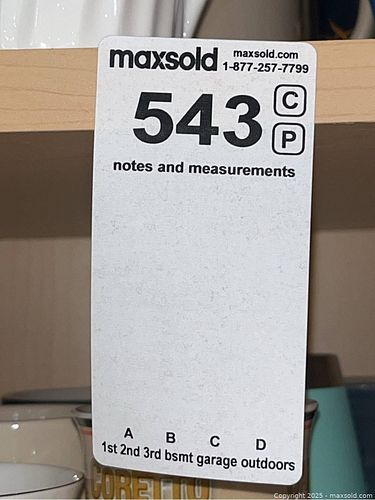 maxsold maxsold.com
1-877-257-7799
543 C
P
notes and measurements
A B C D
1st 2nd 3rd bsmt garage outdoors
Copyright 2025 - maxsold.com